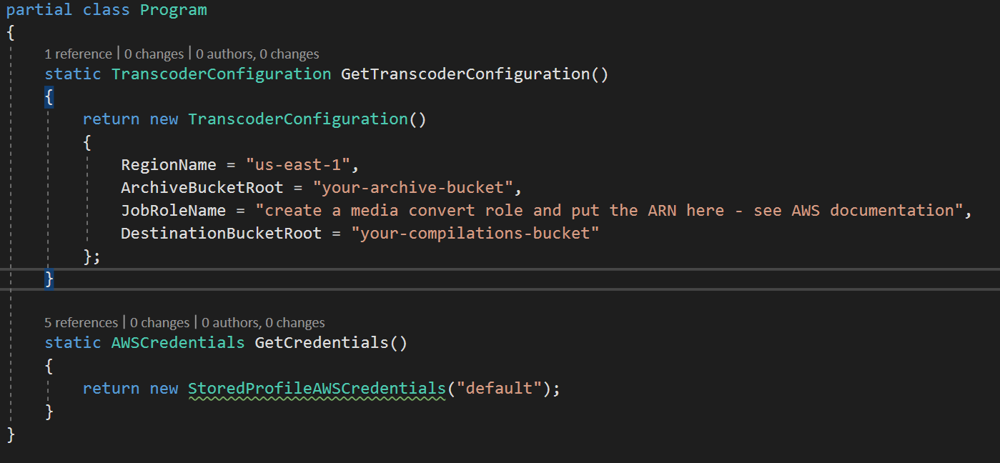 partial class Program
{
1 reference | 0 changes | 0 authors, 0 changes
static TranscoderConfiguration GetTranscoderConfiguration()
{
return new TranscoderConfiguration()
{
RegionName = "us-east-1",
ArchiveBucketRoot = "your-archive-bucket",
JobRoleName = "create a media convert role and put the ARN here - see AWS documentation",
DestinationBucketRoot = "your-compilations-bucket"
};
}
5 references | 0 changes | 0 authors, 0 changes
static AWSCredentials GetCredentials()
{
return new StoredProfileAWSCredentials("default");
}
}